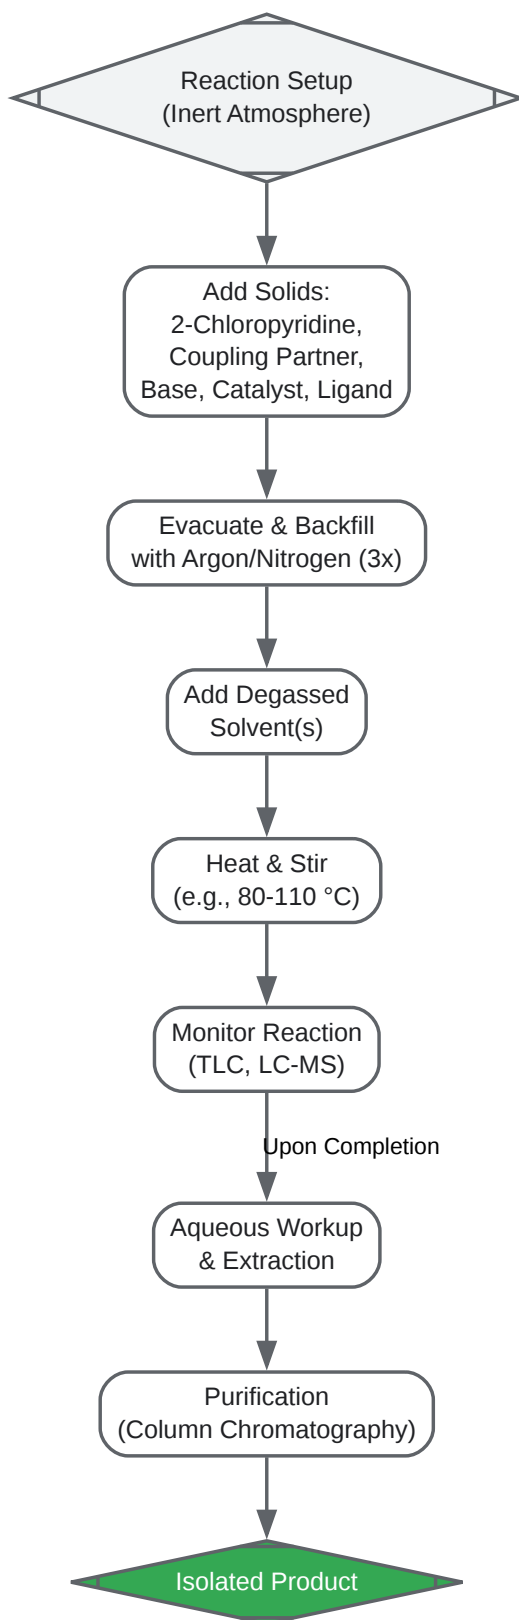 Reaction Setup
(Inert Atmosphere)
Add Solids:
2-Chloropyridine,
Coupling Partner,
Base, Catalyst, Ligand
Evacuate & Backfill
with Argon/Nitrogen (3x)
Add Degassed
Solvent(s)
Heat & Stir
(e.g., 80-110 °C)
Monitor Reaction
(TLC, LC-MS)
Upon Completion
Aqueous Workup
& Extraction
Purification
(Column Chromatography)
Isolated Product